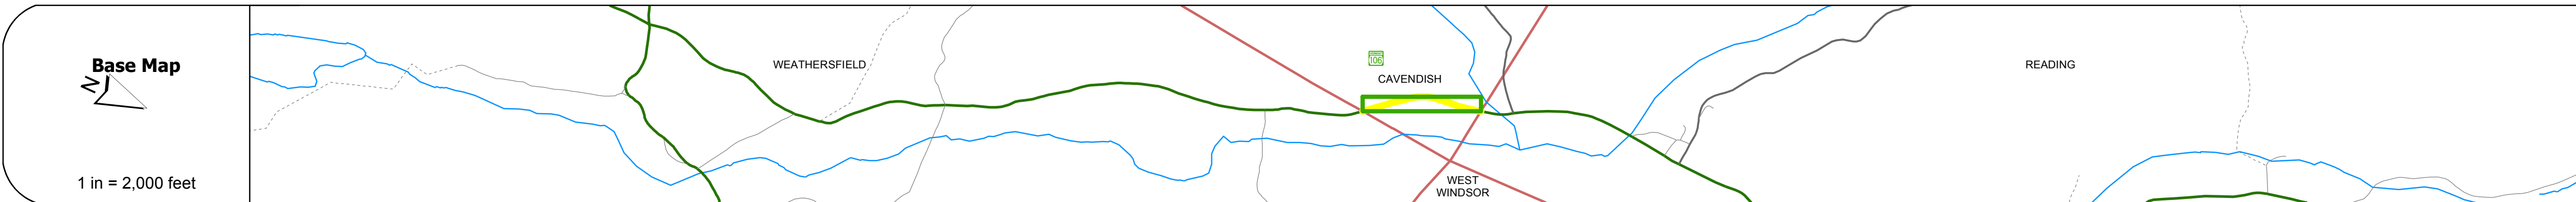 Base Map
N
1 in = 2,000 feet
WEATHERSFIELD
106
CAVENDISH
WEST
WINDSOR
READING